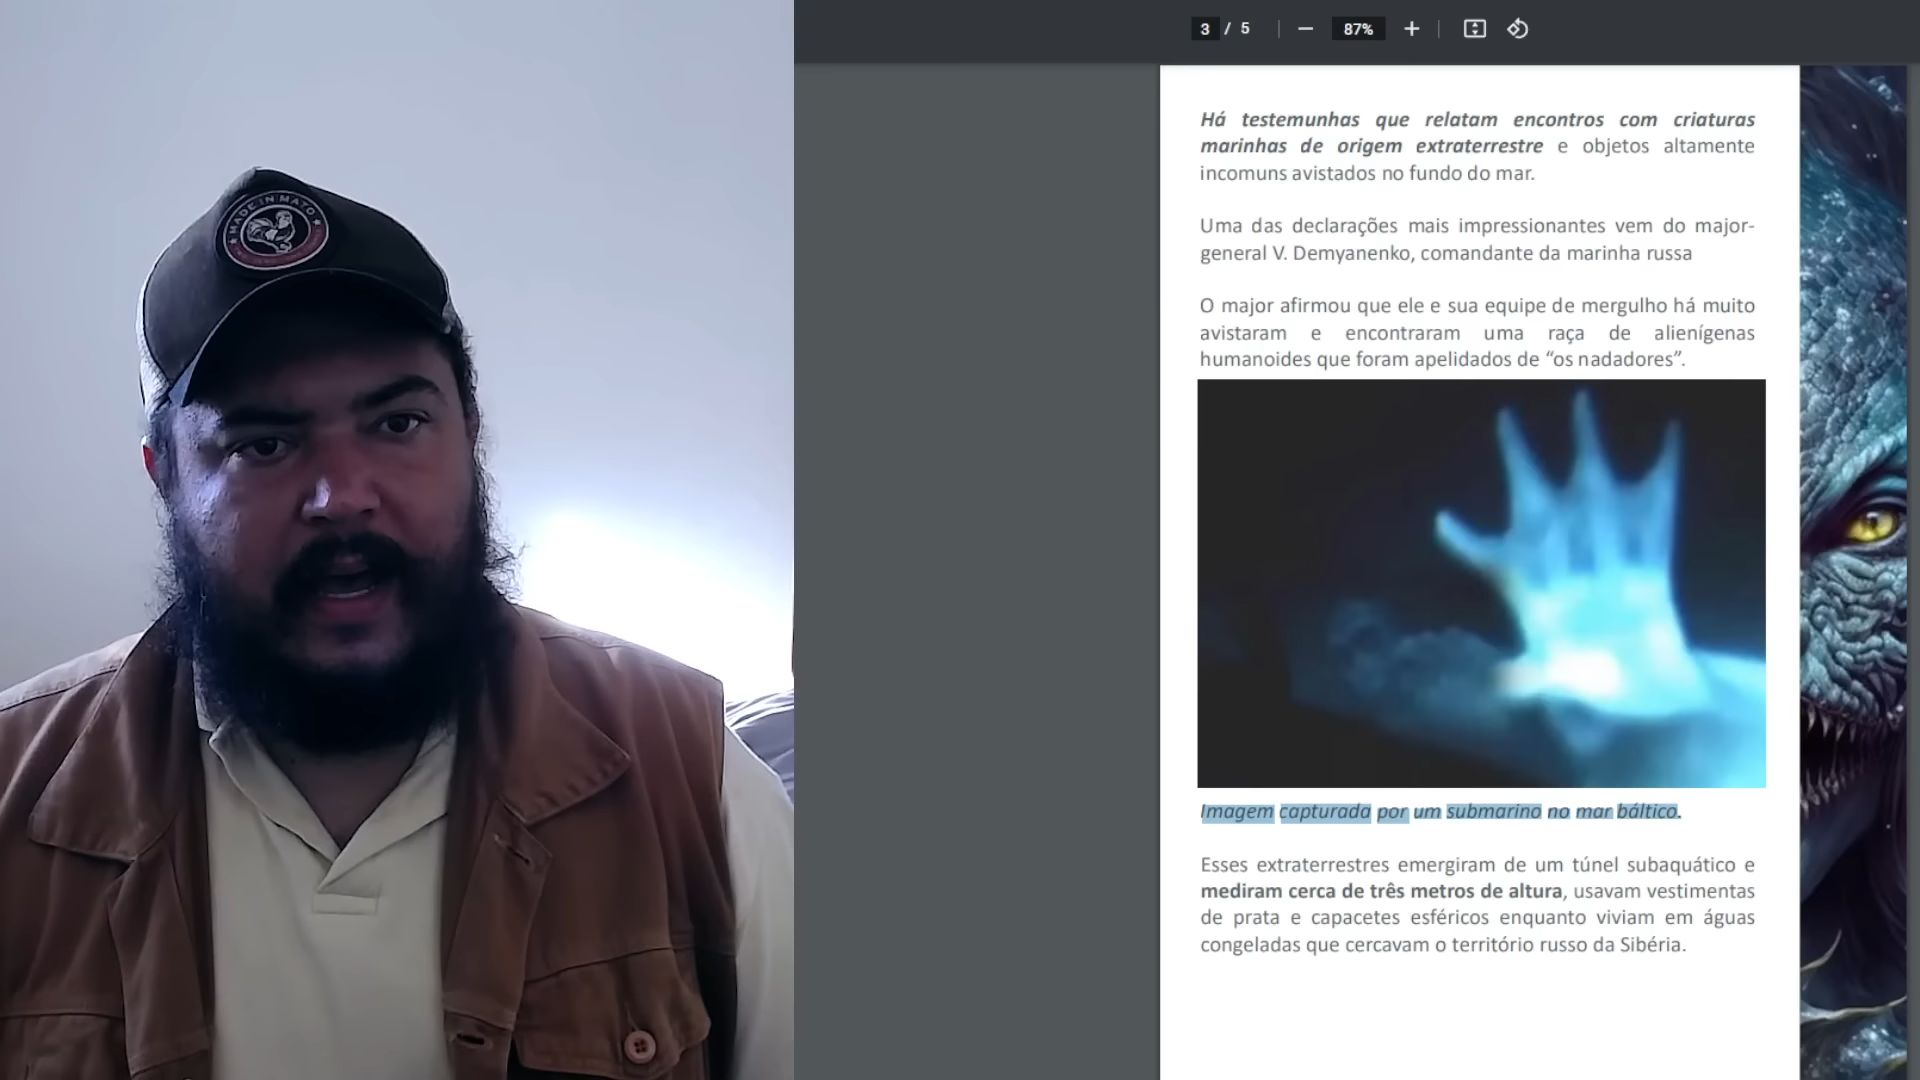 MADE IN MATO
3 / 5
87%
Há testemunhas que relatam encontros com criaturas
marinhas de origem extraterrestre e objetos altamente
incomuns avistados no fundo do mar.
Uma das declarações mais impressionantes vem do major-
general V. Demyanenko, comandante da marinha russa
O major afirmou que ele e sua equipe de mergulho há muito
avistaram e encontraram uma raça de alienígenas
humanoides que foram apelidados de “os nadadores”.
Imagem capturada por um submarino no mar báltico.
Esses extraterrestres emergiram de um túnel subaquático e
mediram cerca de três metros de altura, usavam vestimentas
de prata e capacetes esféricos enquanto viviam em águas
congeladas que cercavam o território russo da Sibéria.